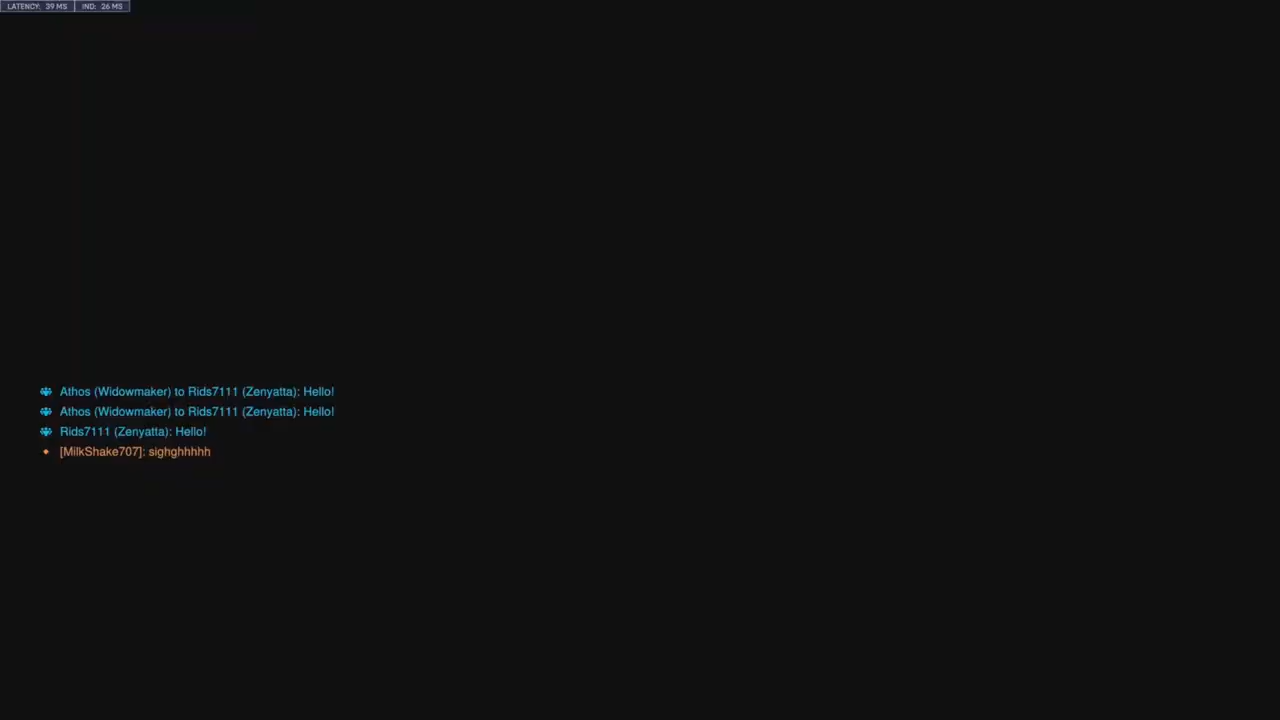 LATENCY: 39 MS IND: 26 MS
Athos (Widowmaker) to Rids7111 (Zenyatta): Hello!
Athos (Widowmaker) to Rids7111 (Zenyatta): Hello!
Rids7111 (Zenyatta): Hello!
[MilkShake707]: sighghhhhh